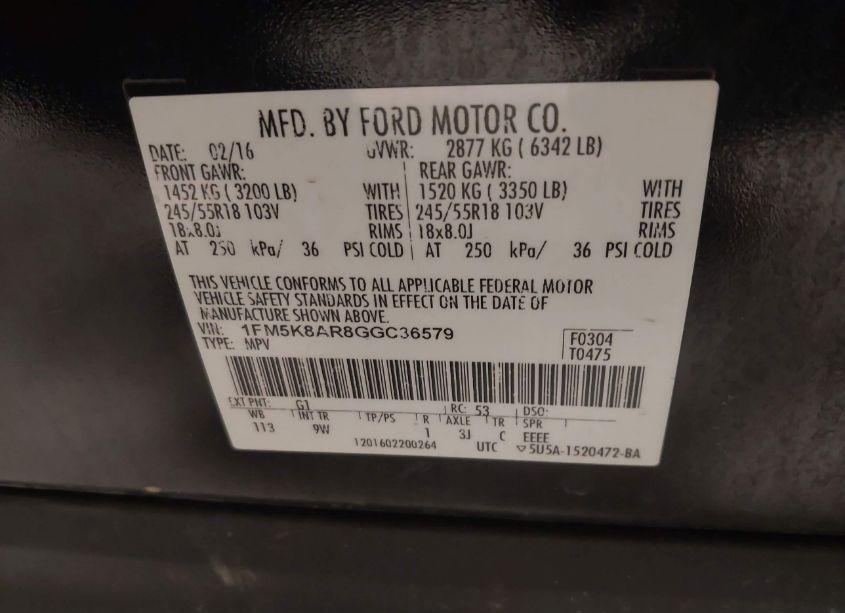 MFD. BY FORD MOTOR CO.
DATE: 02/16 GVWR: 2877 KG ( 6342 LB)
FRONT GAWR: REAR GAWR:
1452 KG ( 3200 LB) WITH 1520 KG ( 3350 LB) WITH
245/55R18 103V TIRES 245/55R18 103V TIRES
18x8.0J RIMS 18x8.0J RIMS
AT 250 kPa/ 36 PSI COLD AT 250 kPa/ 36 PSI COLD
THIS VEHICLE CONFORMS TO ALL APPLICABLE FEDERAL MOTOR
VEHICLE SAFETY STANDARDS IN EFFECT ON THE DATE OF
MANUFACTURE SHOWN ABOVE.
VIN: 1FM5K8AR8GGC36579 F0304
TYPE: MPV T0475
EXT PNT: G1 RC: 53 DSO:
WB INT TR TP/PS R AXLE TR SPR
113 9W 1 3J C EEEE
1201602200264 UTC ▽5U5A-1520472-BA